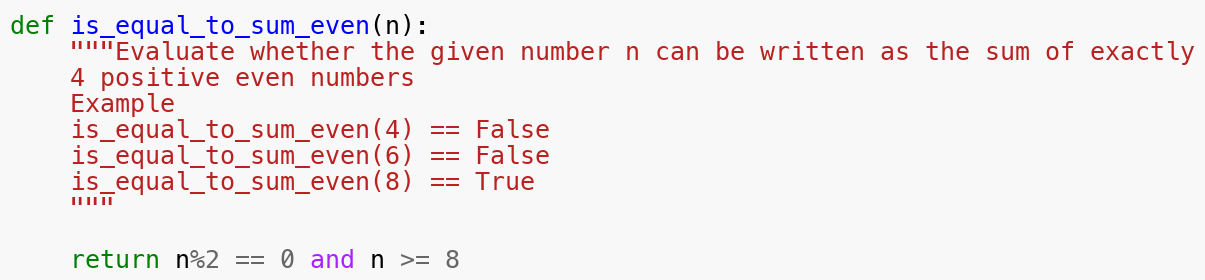 def is_equal_to_sum_even(n):
    """Evaluate whether the given number n can be written as the sum of exactly
    4 positive even numbers
    Example
    is_equal_to_sum_even(4) == False
    is_equal_to_sum_even(6) == False
    is_equal_to_sum_even(8) == True
    """

    return n%2 == 0 and n >= 8